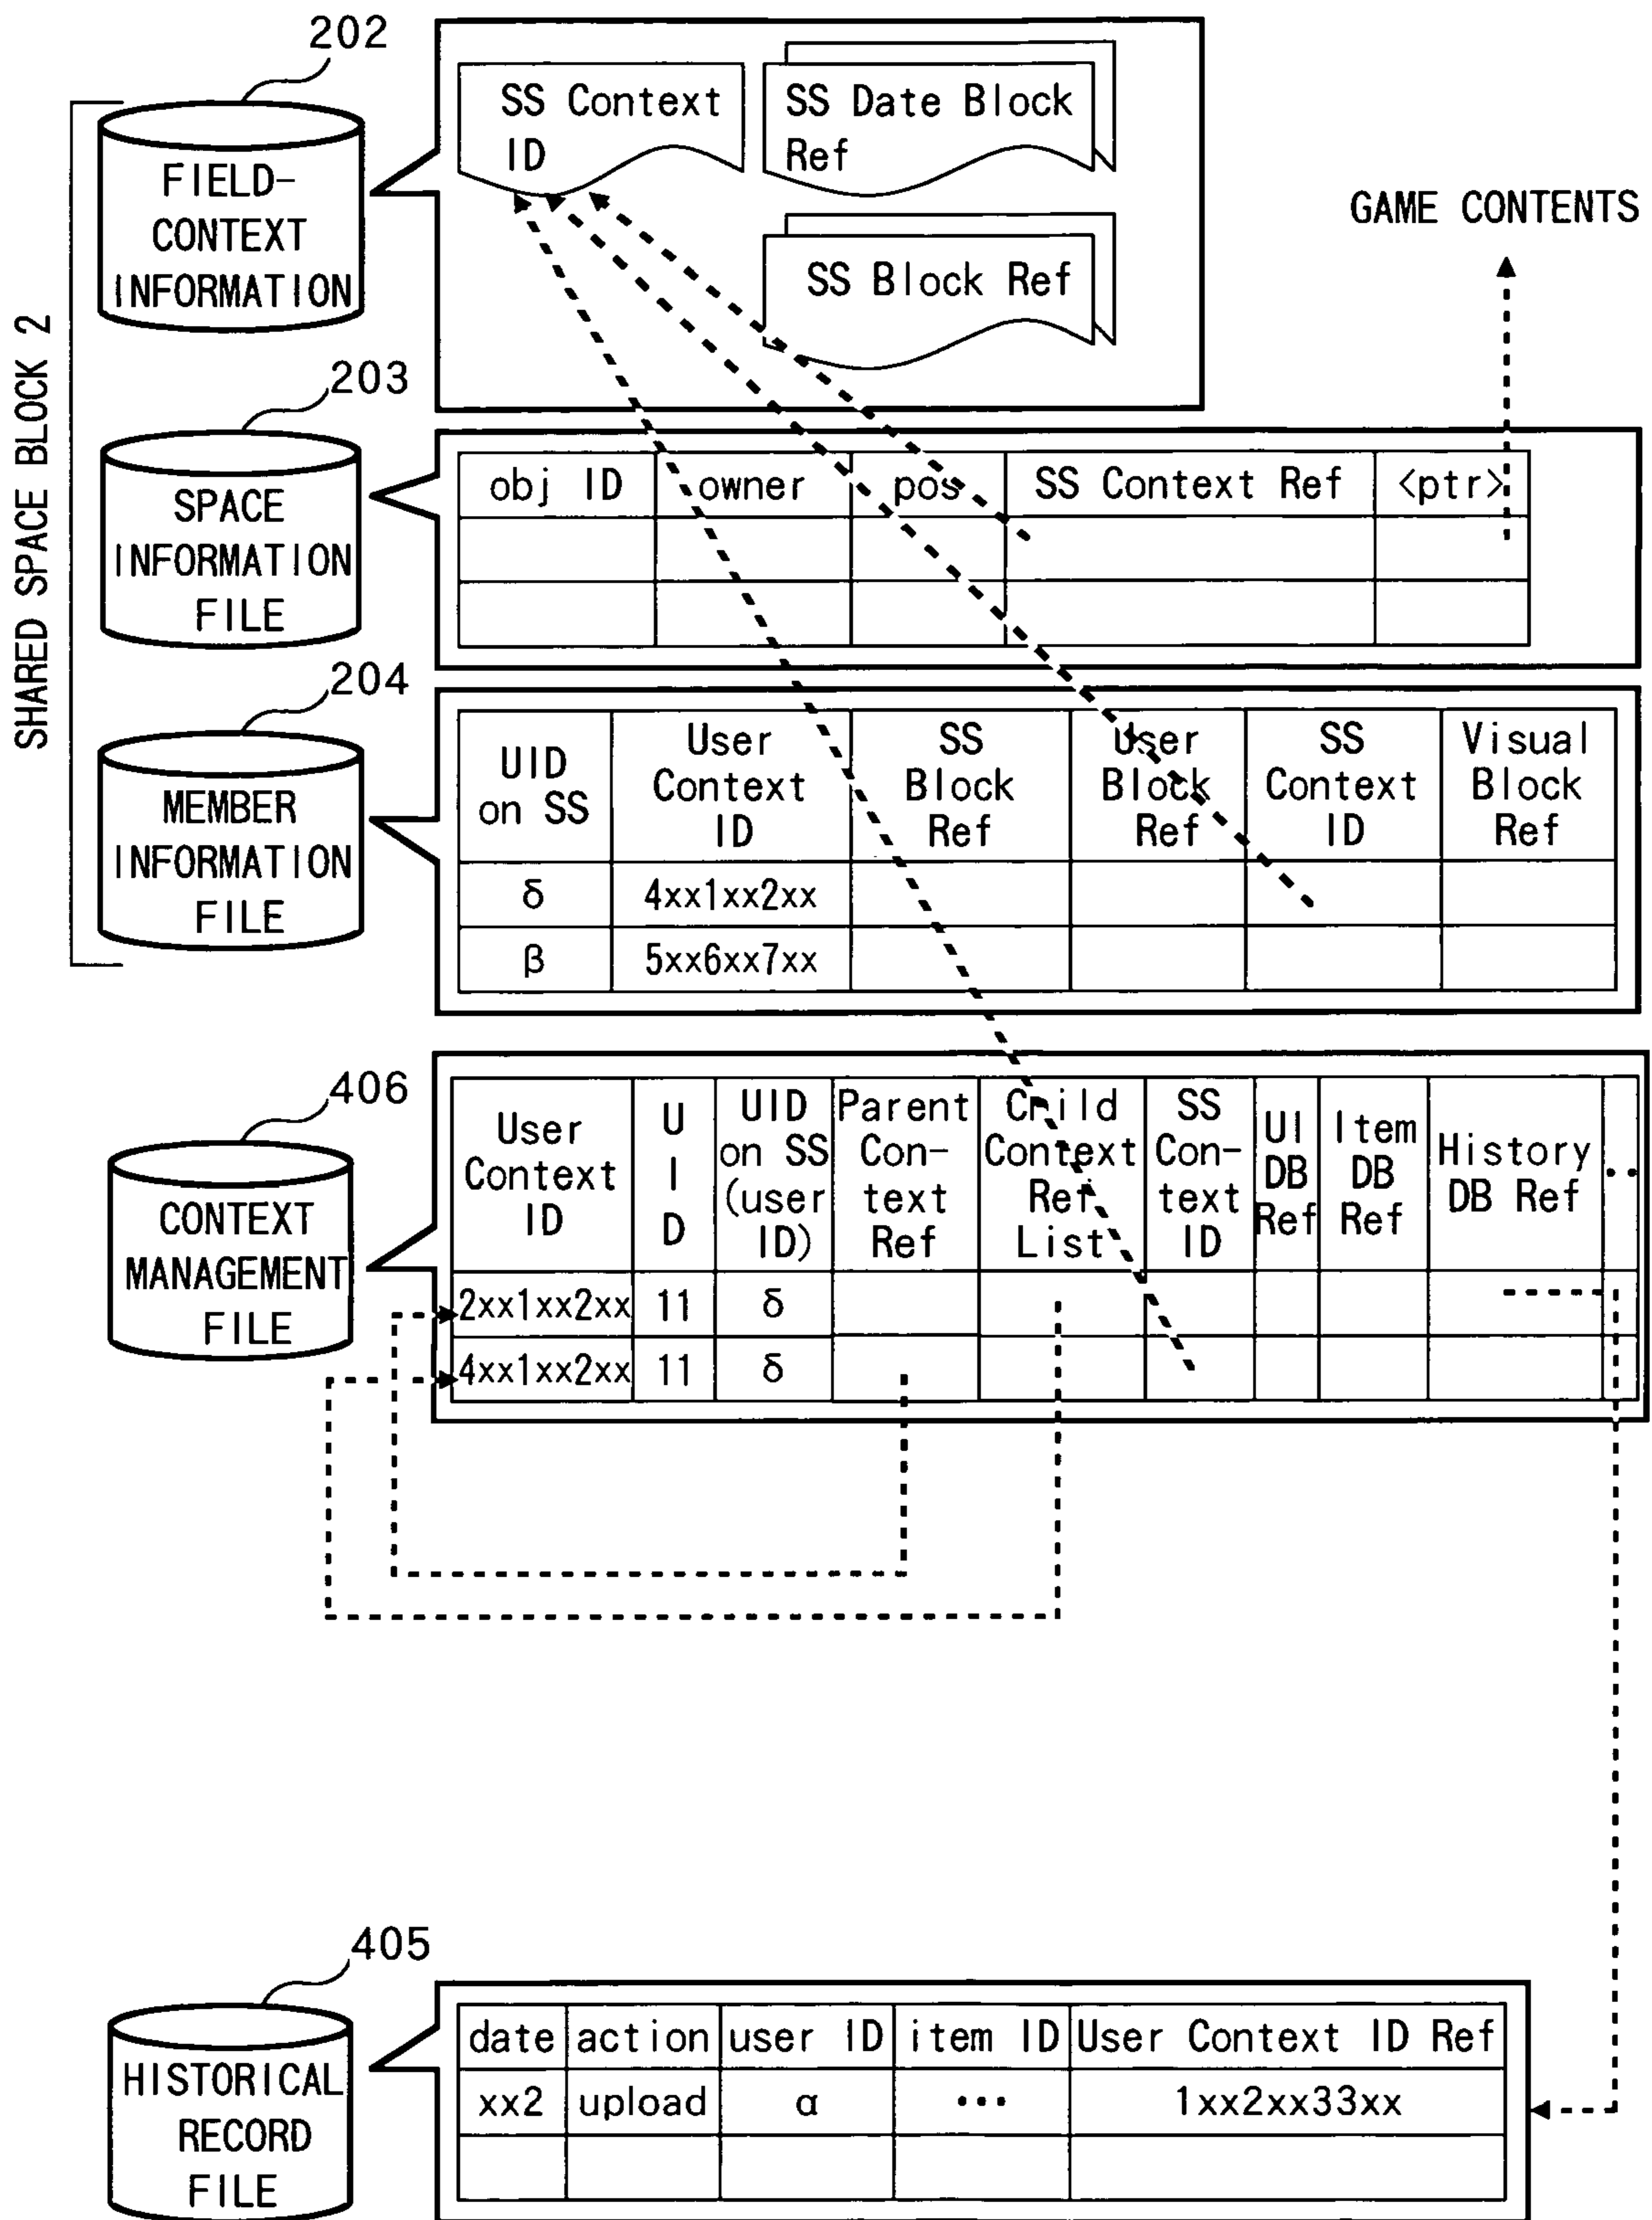 202
SS Context
ID
SS Date Block
Ref
SS Block Ref
FIELD-
CONTEXT
INFORMATION
GAME CONTENTS
SHARED SPACE BLOCK 2
203
SPACE
INFORMATION
FILE
obj ID owner pos SS Context Ref <ptr>
204
MEMBER
INFORMATION
FILE
UID
on SS
User
Context
ID
SS
Block
Ref
User
Block
Ref
SS
Context
ID
Visual
Block
Ref
δ 4xx1xx2xx
β 5xx6xx7xx
406
CONTEXT
MANAGEMENT
FILE
User
Context
ID
U
I
D
UID
on SS
(user
ID)
Parent
Con-
text
Ref
Child
Context
Ref
List
SS
Con-
text
ID
UI
DB
Ref
Item
DB
Ref
History
DB Ref
..
2xx1xx2xx 11 δ
4xx1xx2xx 11 δ
405
HISTORICAL
RECORD
FILE
date action user ID item ID User Context ID Ref
xx2 upload α ... 1xx2xx33xx